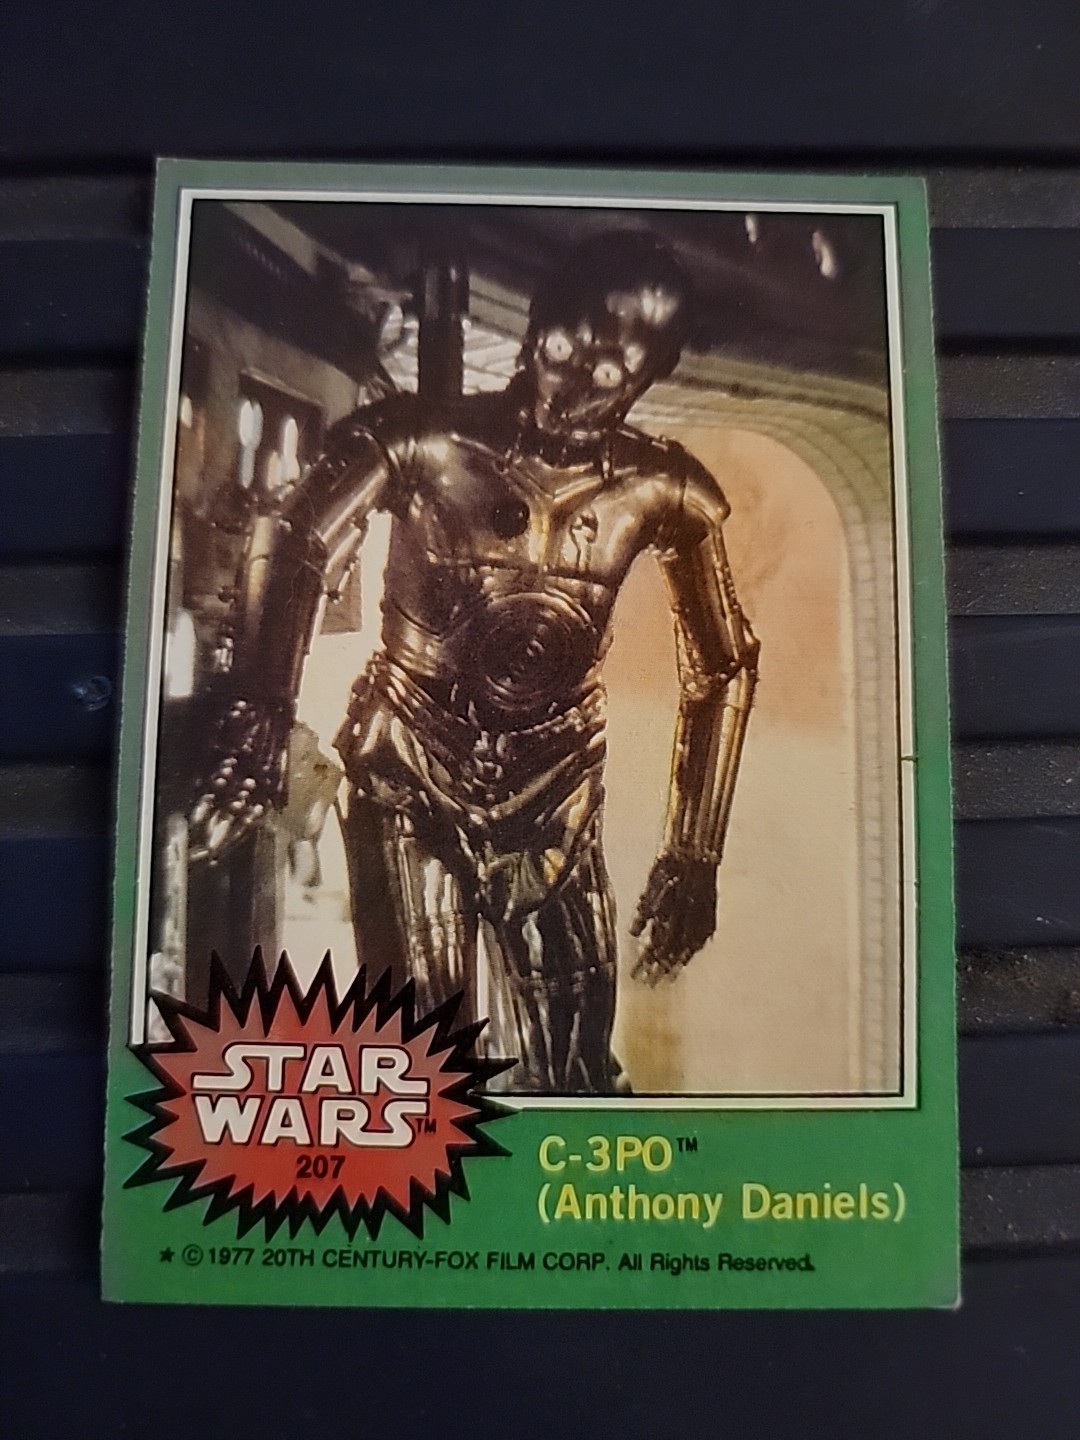 STAR
WARS™
207
C-3PO™
(Anthony Daniels)
★ © 1977 20TH CENTURY-FOX FILM CORP. All Rights Reserved.